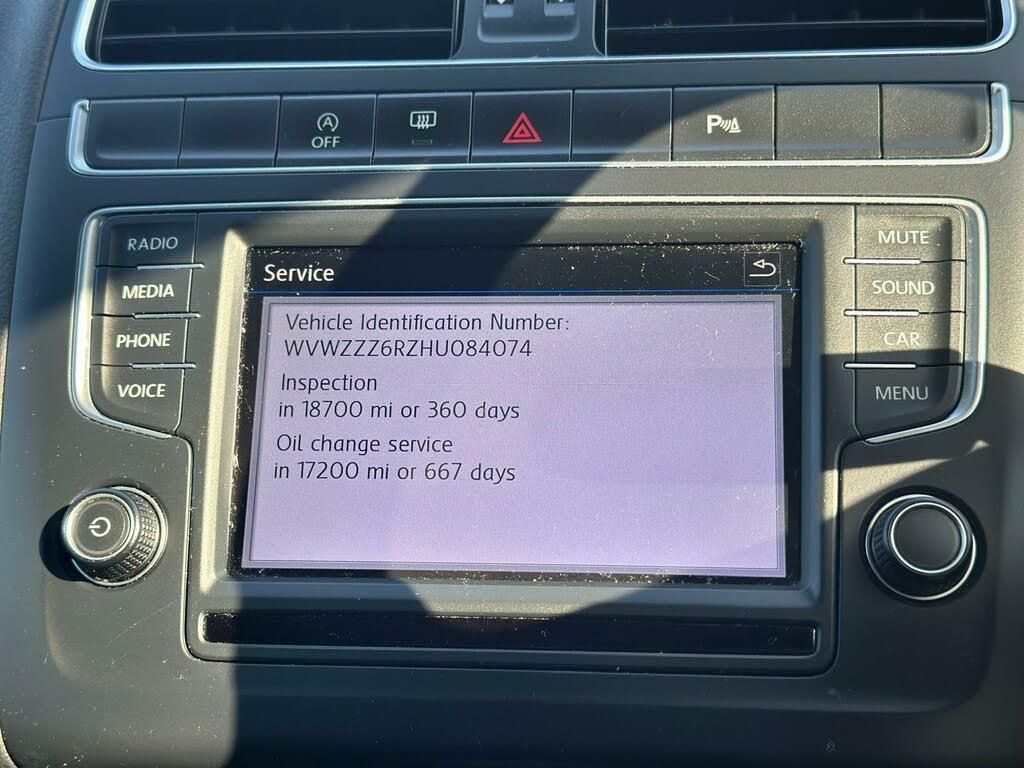 A
OFF
P
RADIO
MEDIA
PHONE
VOICE
Service
Vehicle Identification Number:
WVWZZZ6RZHU084074
Inspection
in 18700 mi or 360 days
Oil change service
in 17200 mi or 667 days
MUTE
SOUND
CAR
MENU